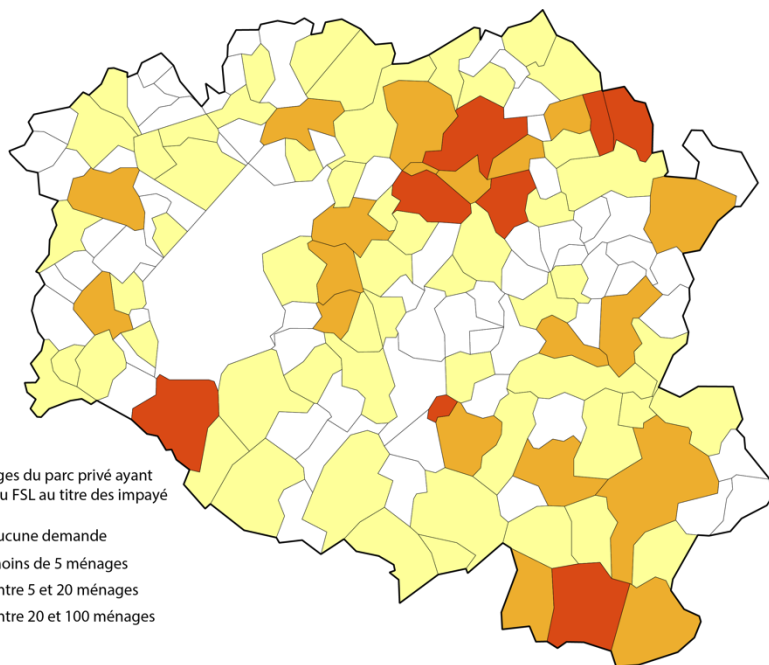 ges du parc privé ayant
u FSL au titre des impayé
ucune demande
oins de 5 ménages
ntre 5 et 20 ménages
ntre 20 et 100 ménages